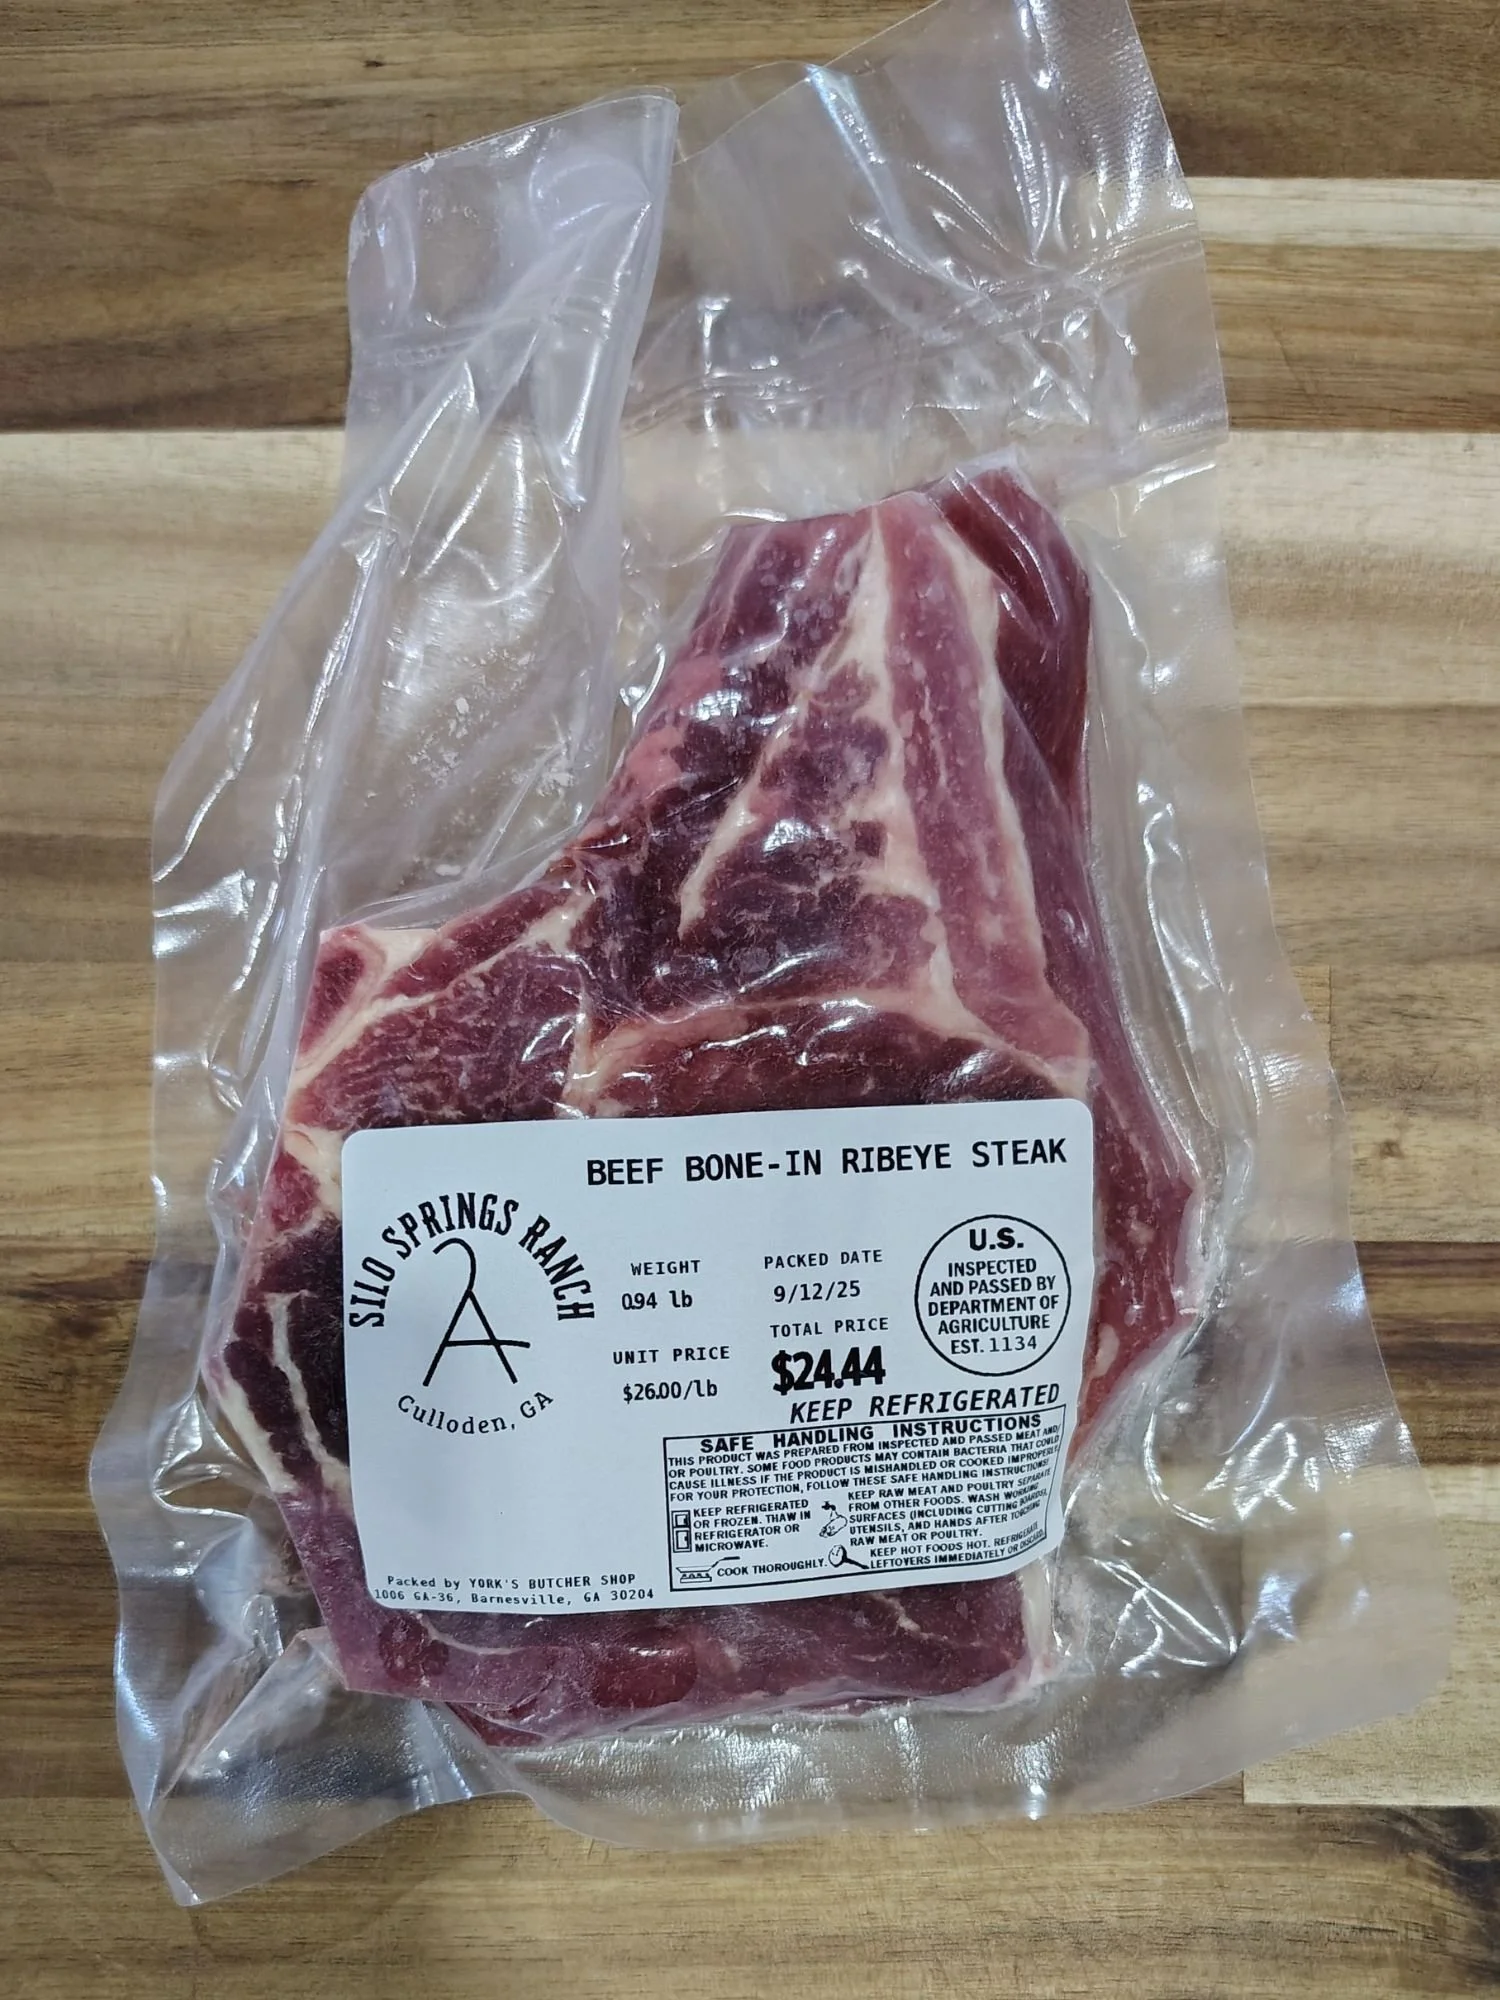 BEEF BONE-IN RIBEYE STEAK
SILO SPRINGS RANCH
Culloden, GA
WEIGHT
0.94 lb
UNIT PRICE
$26.00/lb
PACKED DATE
9/12/25
TOTAL PRICE
$24.44
U.S.
INSPECTED
AND PASSED BY
DEPARTMENT OF
AGRICULTURE
EST. 1134
KEEP REFRIGERATED
SAFE HANDLING INSTRUCTIONS
THIS PRODUCT WAS PREPARED FROM INSPECTED AND PASSED MEAT AND/
OR POULTRY. SOME FOOD PRODUCTS MAY CONTAIN BACTERIA THAT COULD
CAUSE ILLNESS IF THE PRODUCT IS MISHANDLED OR COOKED IMPROPERLY.
FOR YOUR PROTECTION, FOLLOW THESE SAFE HANDLING INSTRUCTIONS!
KEEP REFRIGERATED
OR FROZEN. THAW IN
REFRIGERATOR OR
MICROWAVE.
KEEP RAW MEAT AND POULTRY SEPARATE
FROM OTHER FOODS. WASH WORKING
SURFACES (INCLUDING CUTTING BOARDS),
UTENSILS, AND HANDS AFTER TOUCHING
RAW MEAT OR POULTRY.
COOK THOROUGHLY.
KEEP HOT FOODS HOT. REFRIGERATE
LEFTOVERS IMMEDIATELY OR DISCARD.
Packed by YORK'S BUTCHER SHOP
1006 GA-36, Barnesville, GA 30204